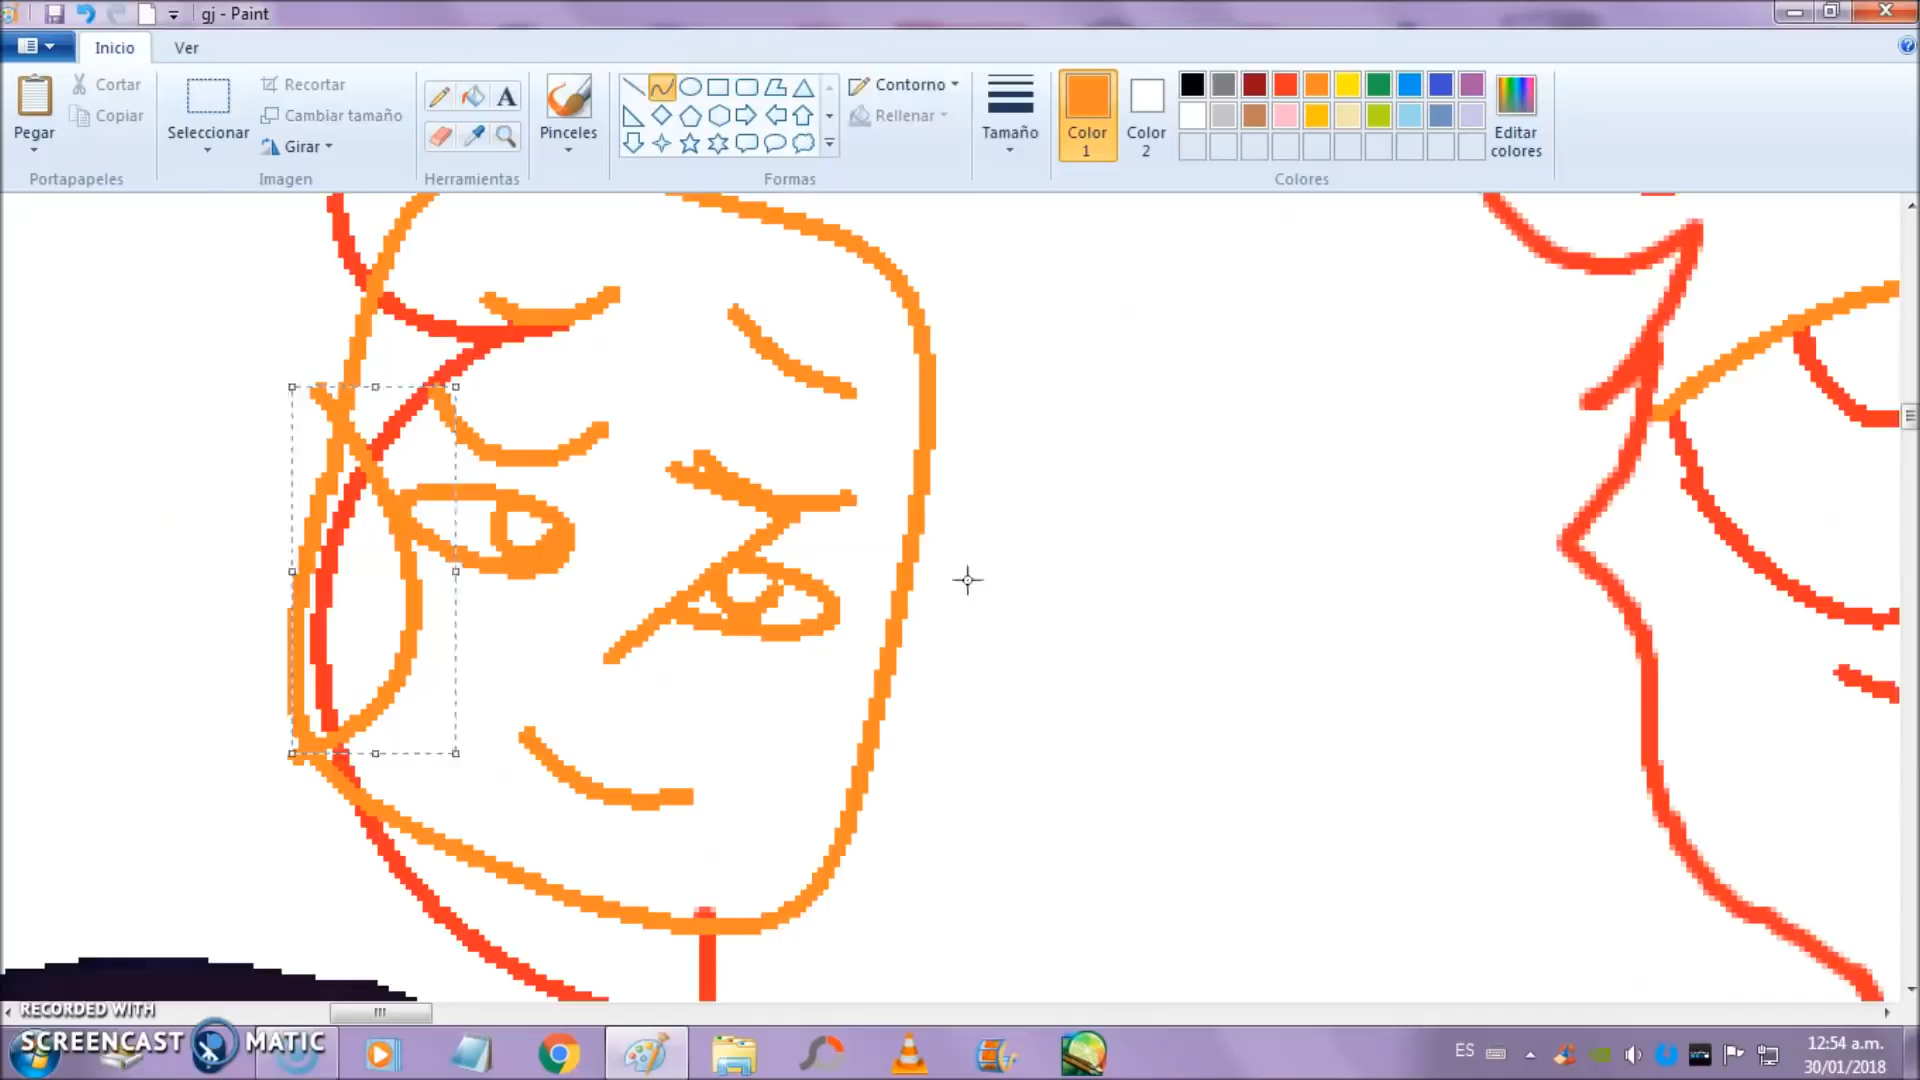 gj - Paint
Inicio
Ver
Pegar
Cortar
Copiar
Portapapeles
Seleccionar
Recortar
Cambiar tamaño
Girar
Imagen
A
Herramientas
Pinceles
Formas
Contorno
Rellenar
Tamaño
Color
1
Color
2
Editar
colores
Colores
RECORDED WITH
SCREENCAST MATIC
ES
12:54 a.m.
30/01/2018